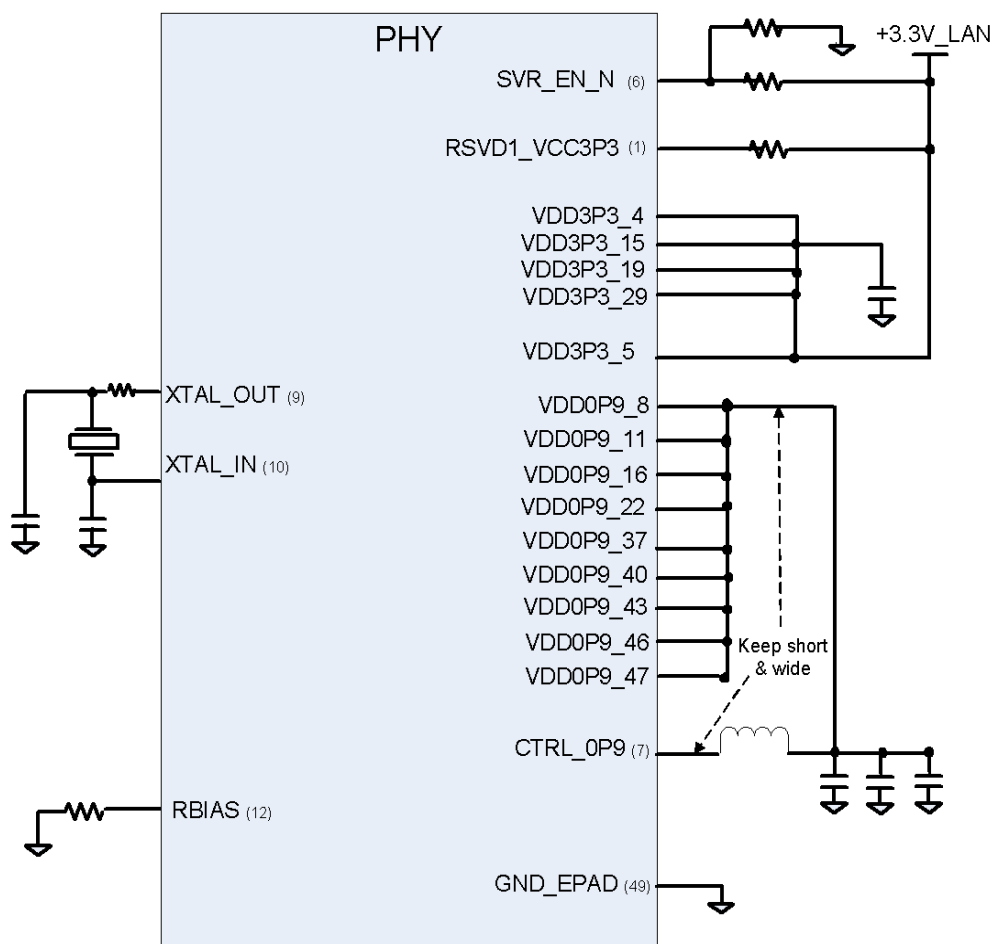 PHY
+3.3V_LAN
SVR_EN_N (6)
RSVD1_VCC3P3 (1)
VDD3P3_4
VDD3P3_15
VDD3P3_19
VDD3P3_29
VDD3P3_5
XTAL_OUT (9)
XTAL_IN (10)
VDD0P9_8
VDD0P9_11
VDD0P9_16
VDD0P9_22
VDD0P9_37
VDD0P9_40
VDD0P9_43
VDD0P9_46
VDD0P9_47
Keep short
& wide
CTRL_0P9 (7)
RBIAS (12)
GND_EPAD (49)